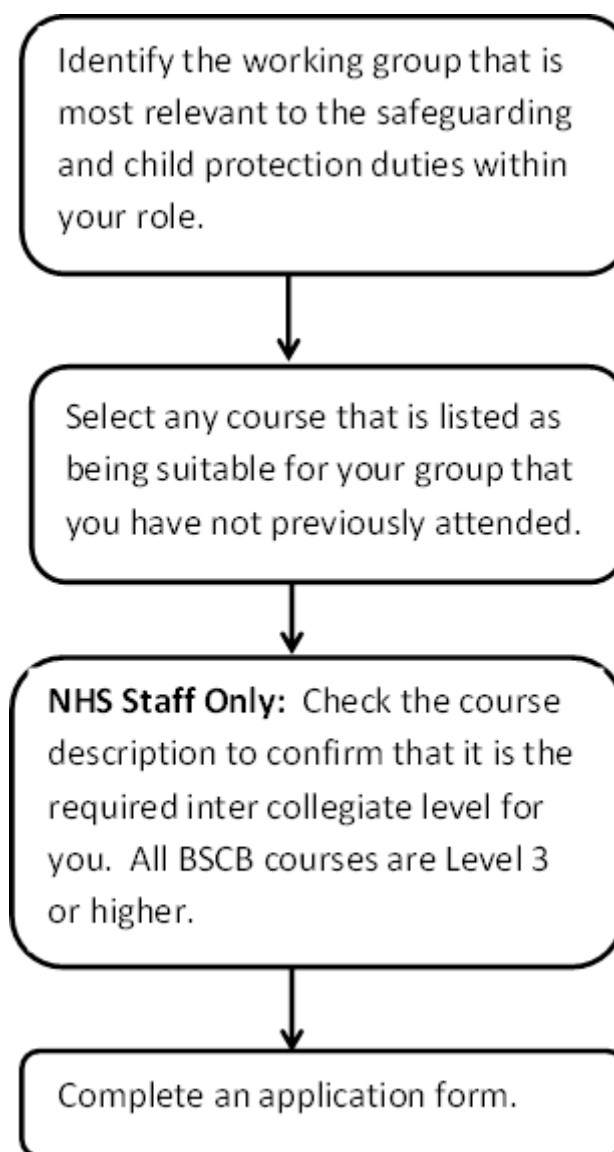 Identify the working group that is
most relevant to the safeguarding
and child protection duties within
your role.
Select any course that is listed as
being suitable for your group that
you have not previously attended.
NHS Staff Only:  Check the course
description to confirm that it is the
required inter collegiate level for
you.  All BSCB courses are Level 3
or higher.
Complete an application form.